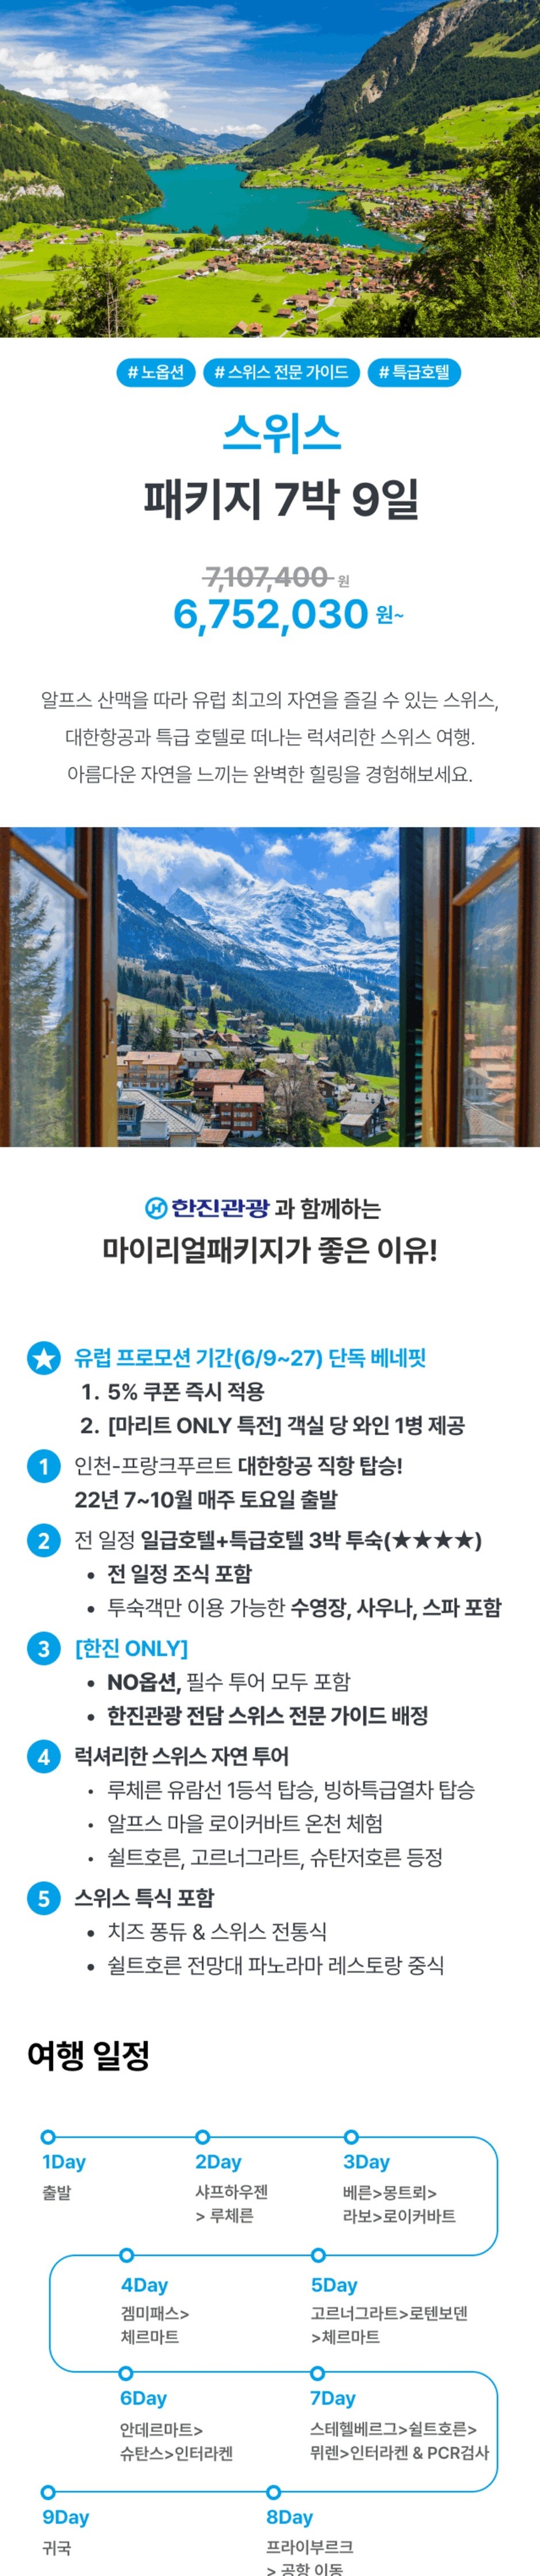 # 노옵션 # 스위스 전문 가이드 # 특급호텔
스위스
패키지 7박 9일
7,107,400 원
6,752,030 원~
알프스 산맥을 따라 유럽 최고의 자연을 즐길 수 있는 스위스,
대한항공과 특급 호텔로 떠나는 럭셔리한 스위스 여행.
아름다운 자연을 느끼는 완벽한 힐링을 경험해보세요.
한진관광 과 함께하는
마이리얼패키지가 좋은 이유!
유럽 프로모션 기간(6/9~27) 단독 베네핏
1. 5% 쿠폰 즉시 적용
2. [마리트 ONLY 특전] 객실 당 와인 1병 제공
1 인천-프랑크푸르트 대한항공 직항 탑승!
22년 7~10월 매주 토요일 출발
2 전 일정 일급호텔+특급호텔 3박 투숙(★★★★)
• 전 일정 조식 포함
• 투숙객만 이용 가능한 수영장, 사우나, 스파 포함
3 [한진 ONLY]
• NO옵션, 필수 투어 모두 포함
• 한진관광 전담 스위스 전문 가이드 배정
4 럭셔리한 스위스 자연 투어
• 루체른 유람선 1등석 탑승, 빙하특급열차 탑승
• 알프스 마을 로이커바트 온천 체험
• 쉴트호른, 고르너그라트, 슈탄저호른 등정
5 스위스 특식 포함
• 치즈 퐁듀 & 스위스 전통식
• 쉴트호른 전망대 파노라마 레스토랑 중식
여행 일정
1Day
출발
2Day
샤프하우젠
> 루체른
3Day
베른>몽트뢰>
라보>로이커바트
4Day
겜미패스>
체르마트
5Day
고르너그라트>로텐보덴
>체르마트
6Day
안데르마트>
슈탄스>인터라켄
7Day
스테헬베르그>쉴트호른>
뮈렌>인터라켄 & PCR검사
9Day
귀국
8Day
프라이부르크
> 공항 이동